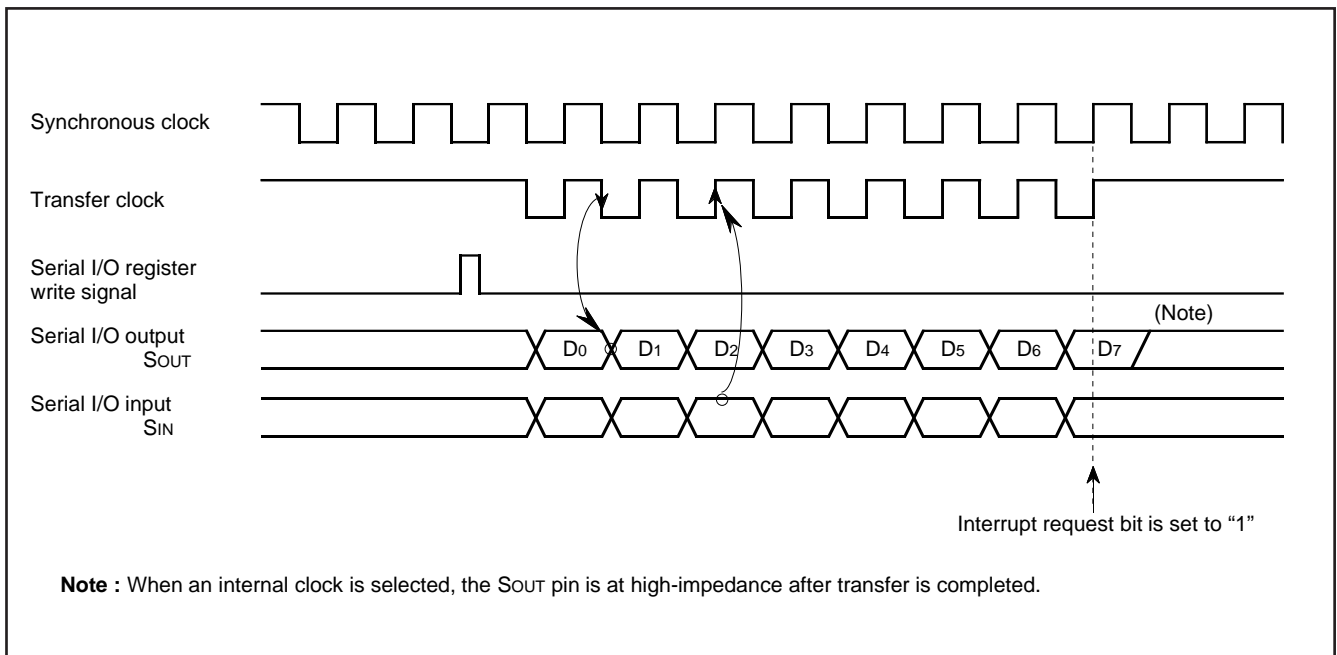 Synchronous clock
Transfer clock
Serial I/O register
write signal
(Note)
Serial I/O output
SOUT
D0 D1 D2 D3 D4 D5 D6 D7
Serial I/O input
SIN
Interrupt request bit is set to “1”
Note : When an internal clock is selected, the SOUT pin is at high-impedance after transfer is completed.